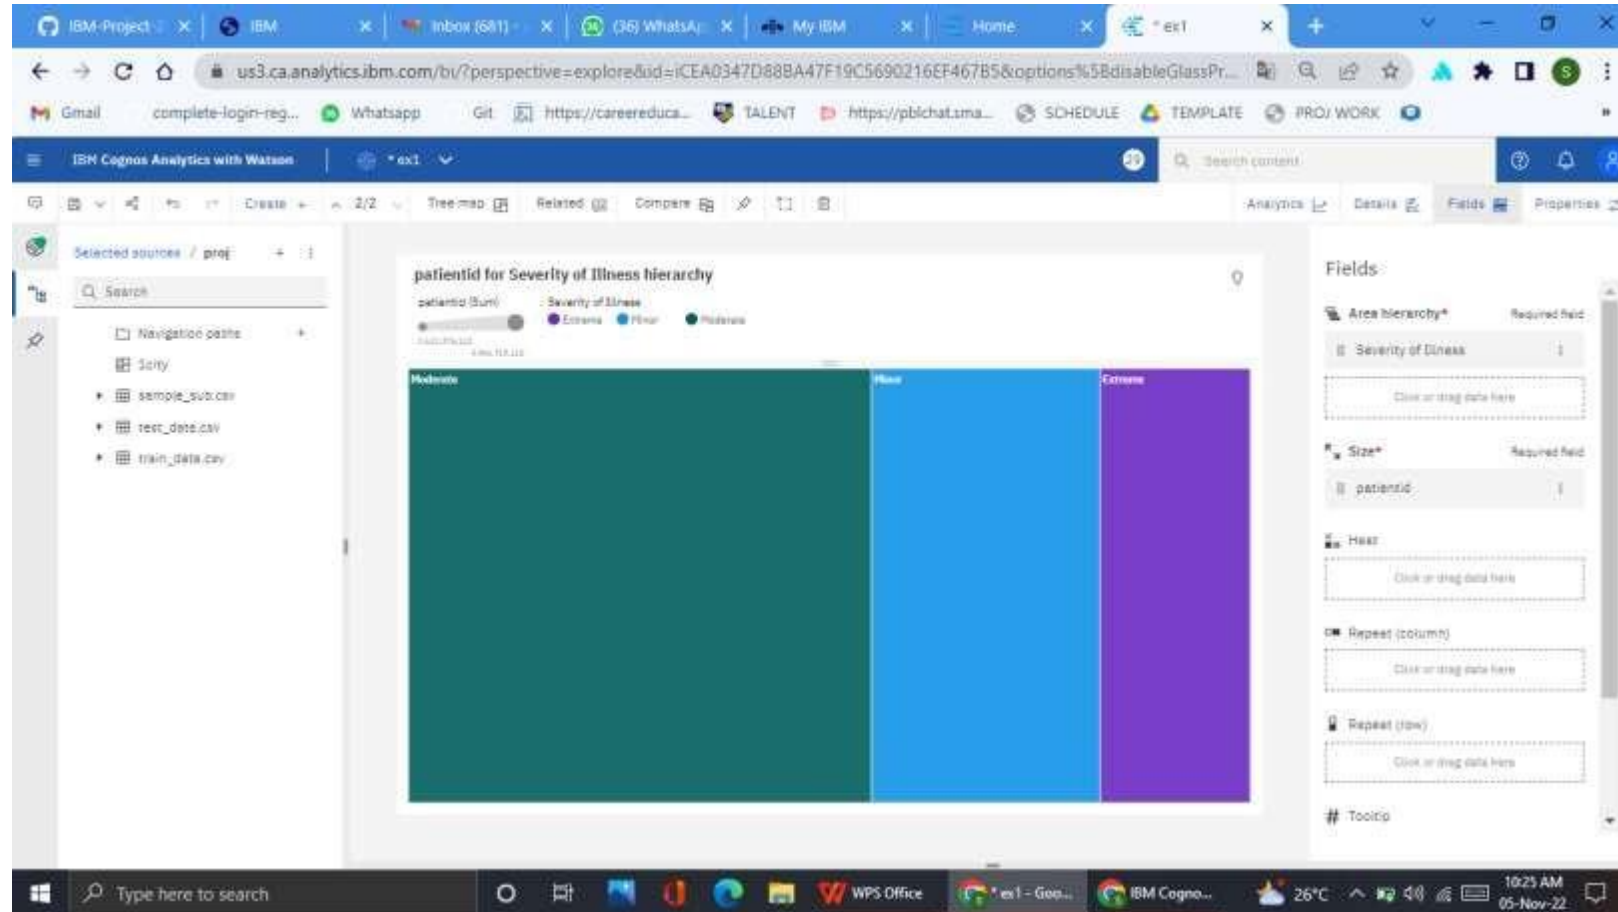 IBM-Project
IBM
Inbox (681) -
(36) WhatsAp
My IBM
Home
* ex1
us3.ca.analytics.ibm.com/bi/?perspective=explore&id=iCEA0347D88BA47F19C5690216EF467B5&options%5BdisableGlassPr...
Gmail
complete-login-reg...
Whatsapp
Git
https://careereduca...
TALENT
https://pblchat.sma...
SCHEDULE
TEMPLATE
PROJ WORK
»
IBM Cognos Analytics with Watson
* ex1
29
Search content
Create +
2/2
Tree map
Related
Compare
Analytics
Details
Fields
Properties
Selected sources / proj
Search
Navigation paths
sample_sub.csv
test_data.csv
train_data.csv
patientid for Severity of Illness hierarchy
patientid (Sum)
Severity of Illness
Extreme
Minor
Moderate
Moderate
Minor
Extreme
Fields
Area hierarchy*
Required field
Severity of Illness
Click or drag data here
Size*
Required field
patientid
Heat
Click or drag data here
Repeat (column)
Click or drag data here
Repeat (row)
Click or drag data here
Tooltip
Type here to search
WPS Office
* ex1 - Goo...
IBM Cogno...
26°C
10:25 AM
05-Nov-22